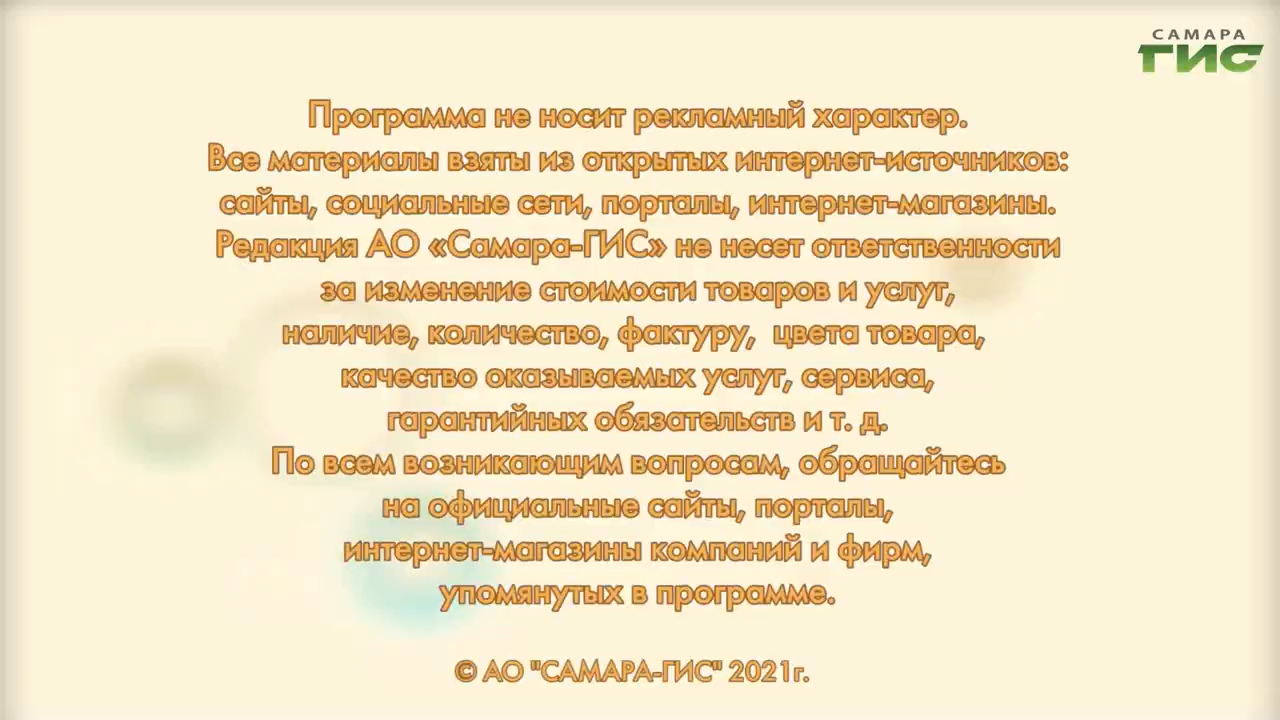 САМАРА
ГИС
Программа не носит рекламный характер.
Все материалы взяты из открытых интернет-источников:
сайты, социальные сети, порталы, интернет-магазины.
Редакция АО «Самара-ГИС» не несет ответственности
за изменение стоимости товаров и услуг,
наличие, количество, фактуру, цвета товара,
качество оказываемых услуг, сервиса,
гарантийных обязательств и т. д.
По всем возникающим вопросам, обращайтесь
на официальные сайты, порталы,
интернет-магазины компаний и фирм,
упомянутых в программе.
© АО "САМАРА-ГИС" 2021г.